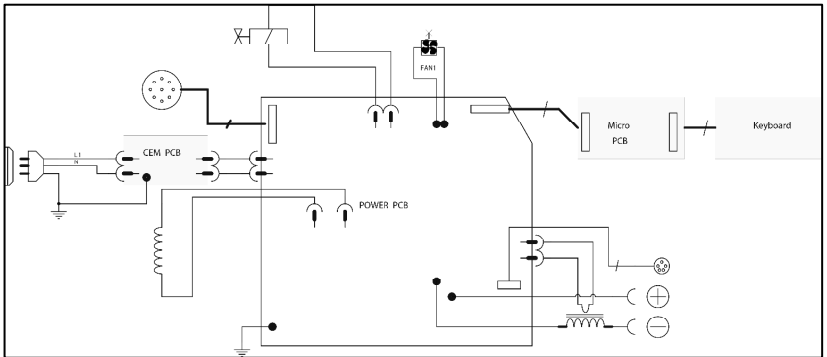 FAN1
Micro
PCB
Keyboard
CEM PCB
L1
N
POWER PCB